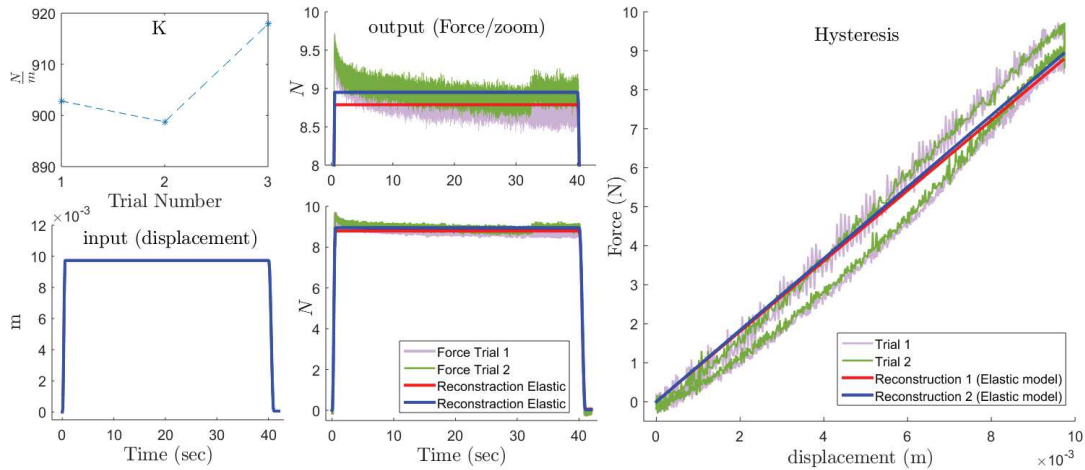 K
920
910
900
890
N
m
1
2
3
Trial Number
×10⁻³
input (displacement)
12
10
8
6
4
2
0
m
0
10
20
30
40
Time (sec)
output (Force/zoom)
10
9.5
9
8.5
8
N
0
10
20
30
40
10
8
6
4
2
0
N
Force Trial 1
Force Trial 2
Reconstruction Elastic
Reconstruction Elastic
0
10
20
30
40
Time (sec)
Hysteresis
10
9
8
7
6
5
4
3
2
1
0
Force (N)
Trial 1
Trial 2
Reconstruction 1 (Elastic model)
Reconstruction 2 (Elastic model)
0
2
4
6
8
10
displacement (m)
×10⁻³